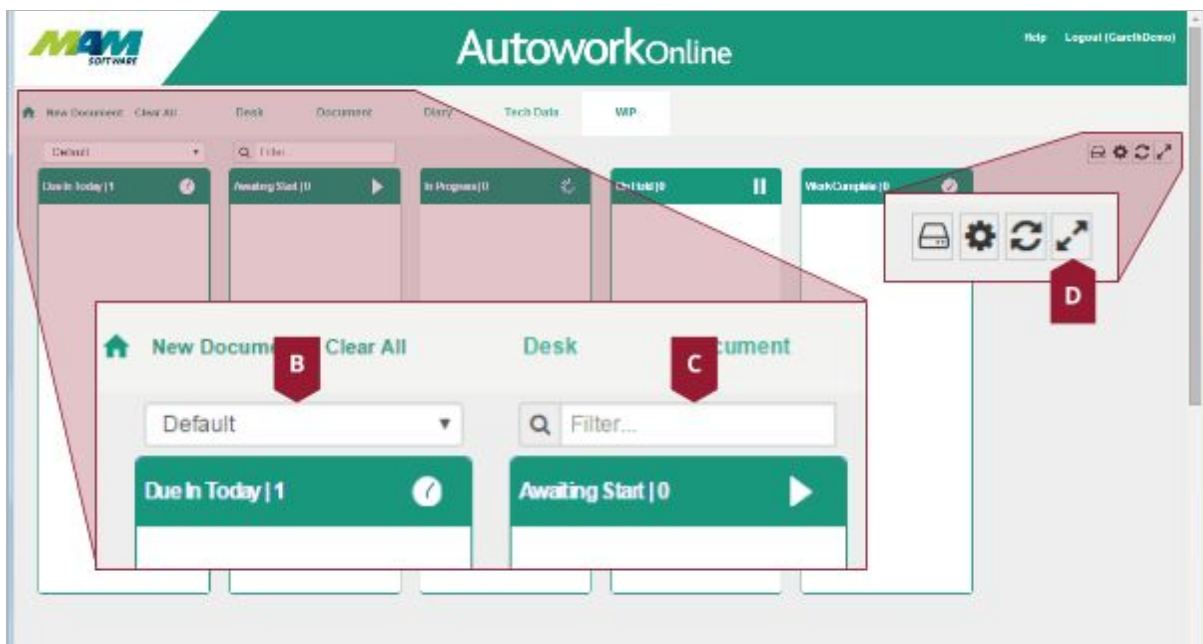 MAM
SOFTWARE
AutoworkOnline
Help Logout (GarethDemo)
New Document Clear All Desk Document Diary Tech Data WIP
Default Filter...
Due In Today | 1 Awaiting Start | 0 In Progress | 0 On Hold | 0 Work Complete | 0
D
New Docum Clear All Desk cument
B C
Default Filter...
Due In Today | 1 Awaiting Start | 0